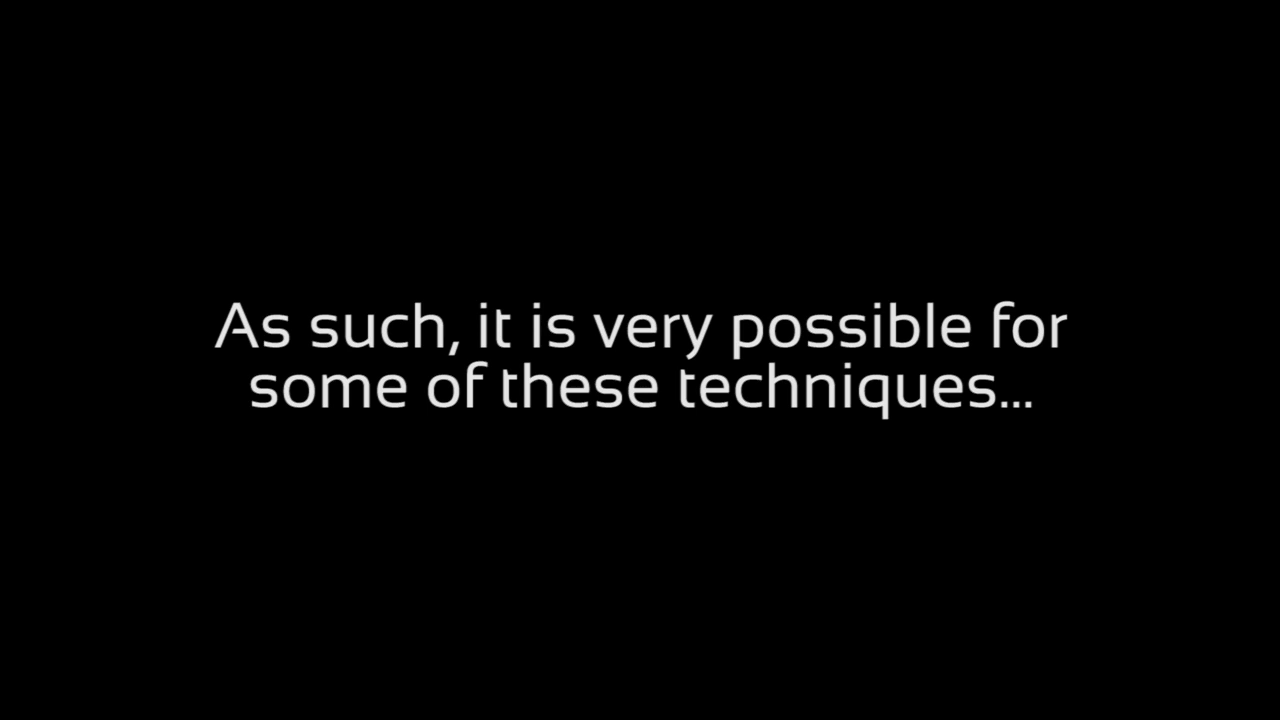 As such, it is very possible for
some of these techniques...